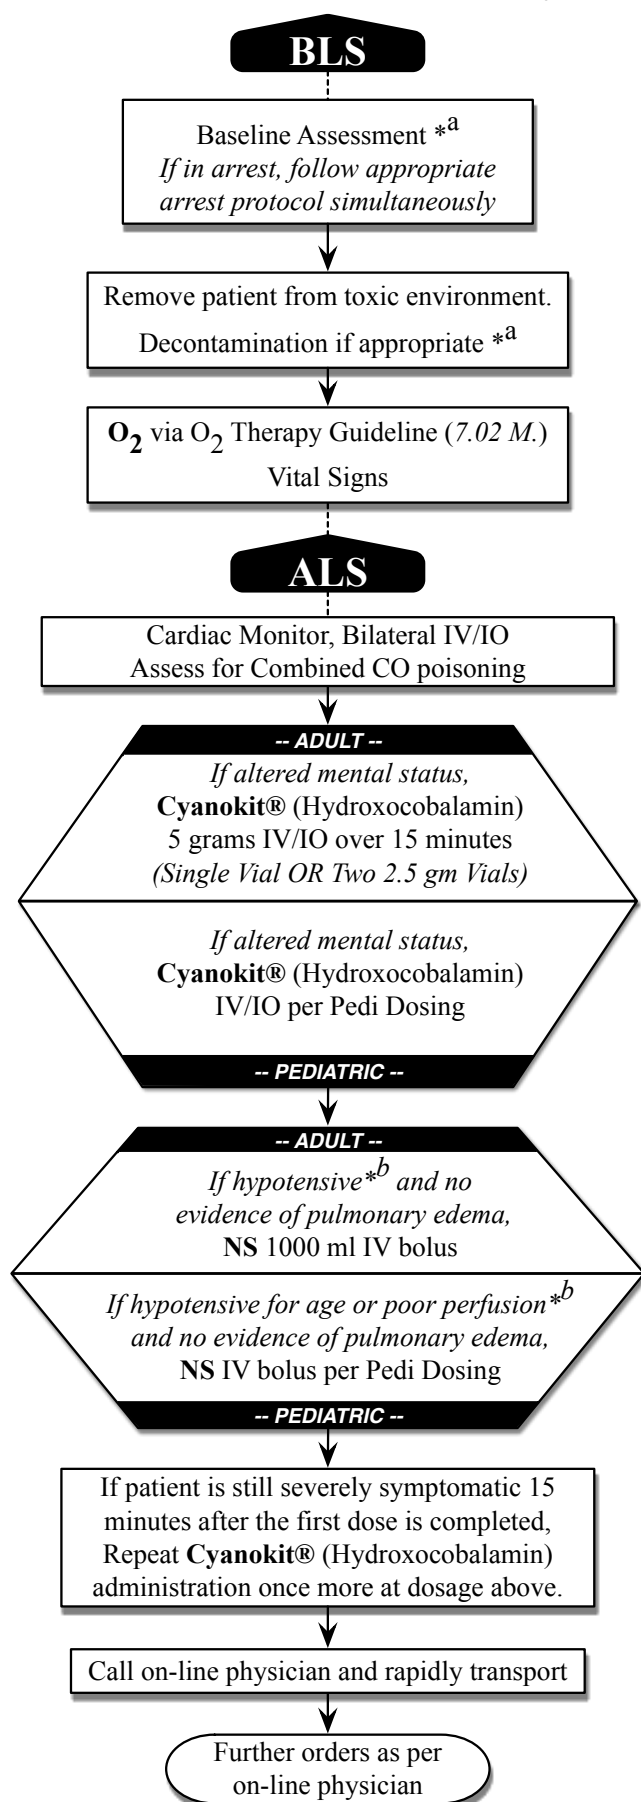 BLS
Baseline Assessment *a
If in arrest, follow appropriate
arrest protocol simultaneously
Remove patient from toxic environment.
Decontamination if appropriate *a
O2 via O2 Therapy Guideline (7.02 M.)
Vital Signs
ALS
Cardiac Monitor, Bilateral IV/IO
Assess for Combined CO poisoning
-- ADULT --
If altered mental status,
Cyanokit® (Hydroxocobalamin)
5 grams IV/IO over 15 minutes
(Single Vial OR Two 2.5 gm Vials)
If altered mental status,
Cyanokit® (Hydroxocobalamin)
IV/IO per Pedi Dosing
-- PEDIATRIC --
-- ADULT --
If hypotensive*b and no
evidence of pulmonary edema,
NS 1000 ml IV bolus
If hypotensive for age or poor perfusion*b
and no evidence of pulmonary edema,
NS IV bolus per Pedi Dosing
-- PEDIATRIC --
If patient is still severely symptomatic 15
minutes after the first dose is completed,
Repeat Cyanokit® (Hydroxocobalamin)
administration once more at dosage above.
Call on-line physician and rapidly transport
Further orders as per
on-line physician